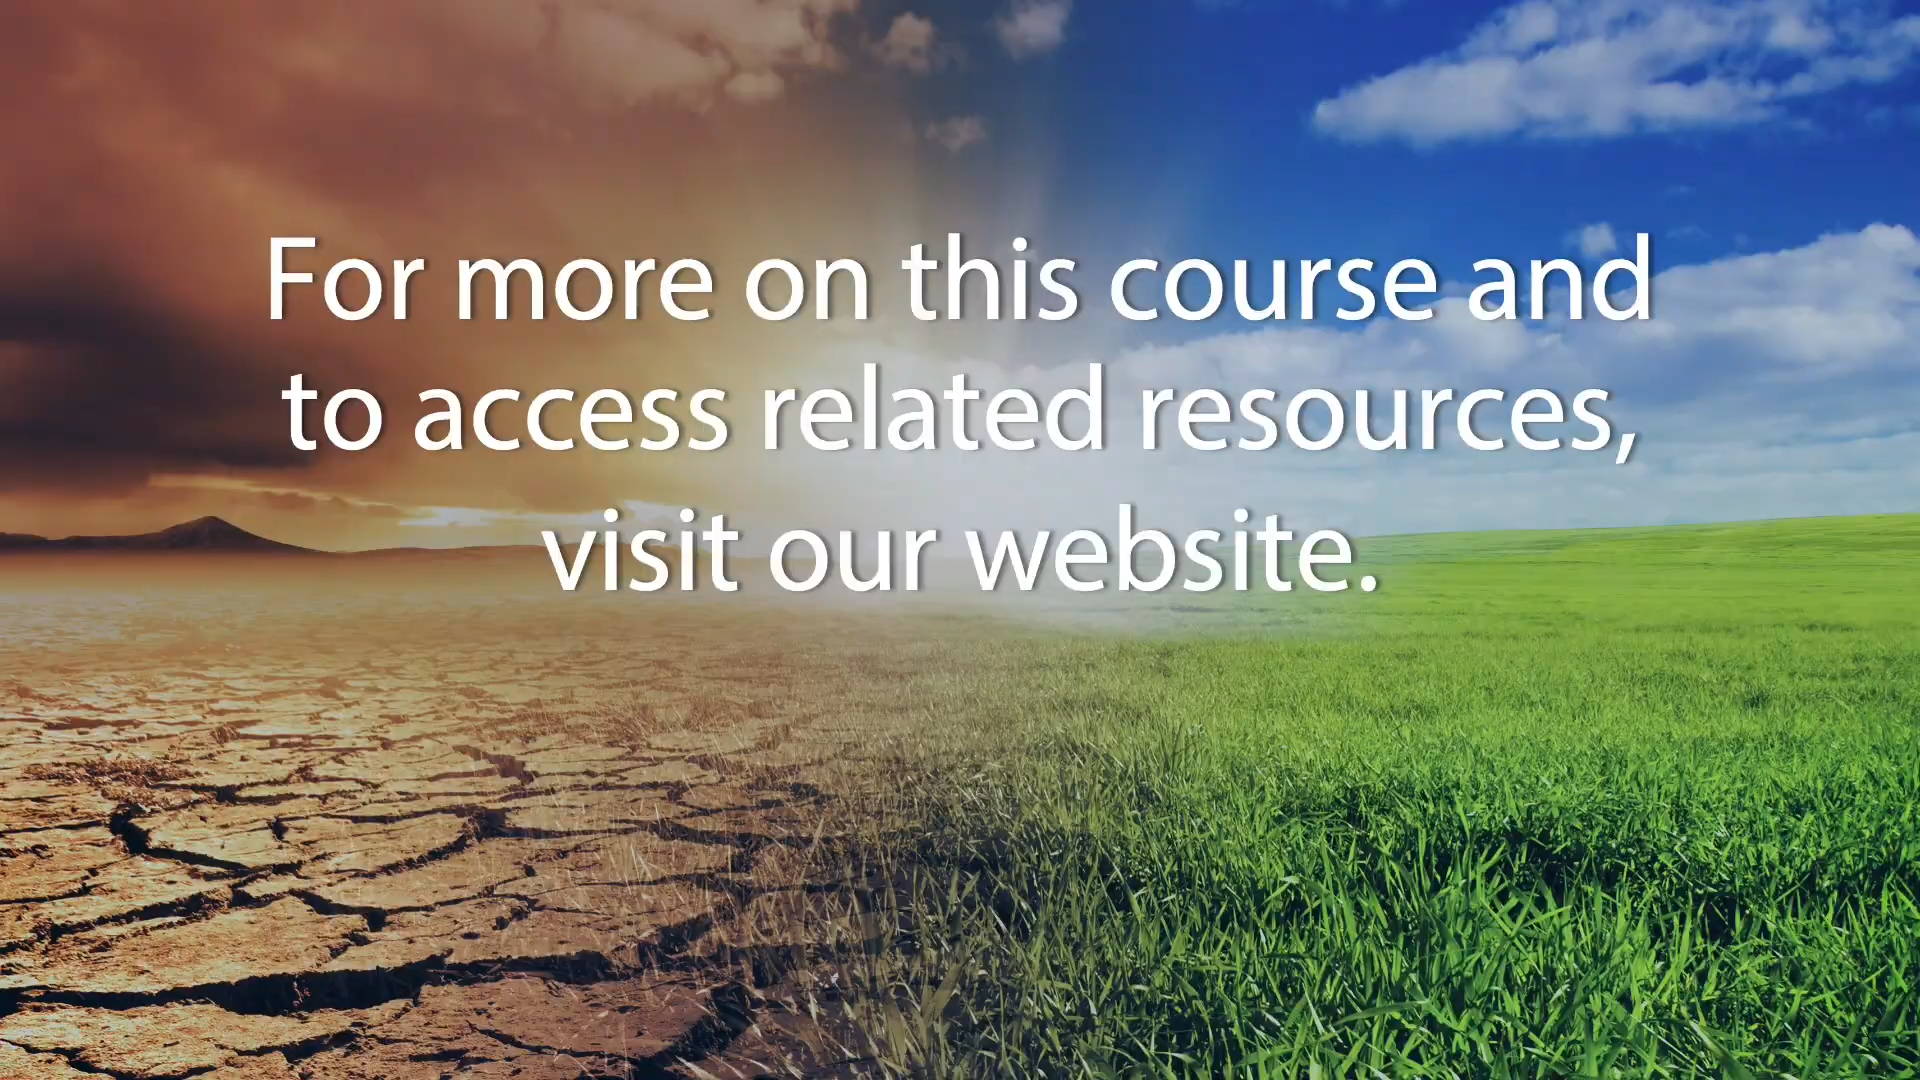 For more on this course and
to access related resources,
visit our website.